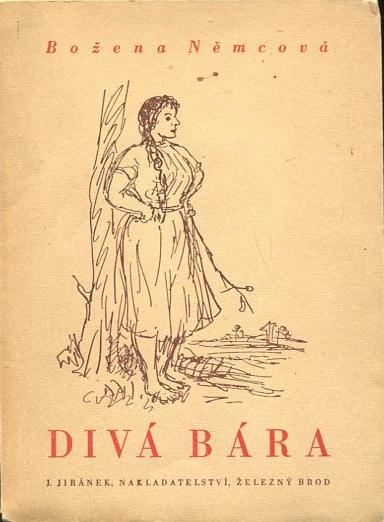 Božena Němcová
DIVÁ BÁRA
J. JIRÁNEK, NAKLADATELSTVÍ, ŽELEZNÝ BROD